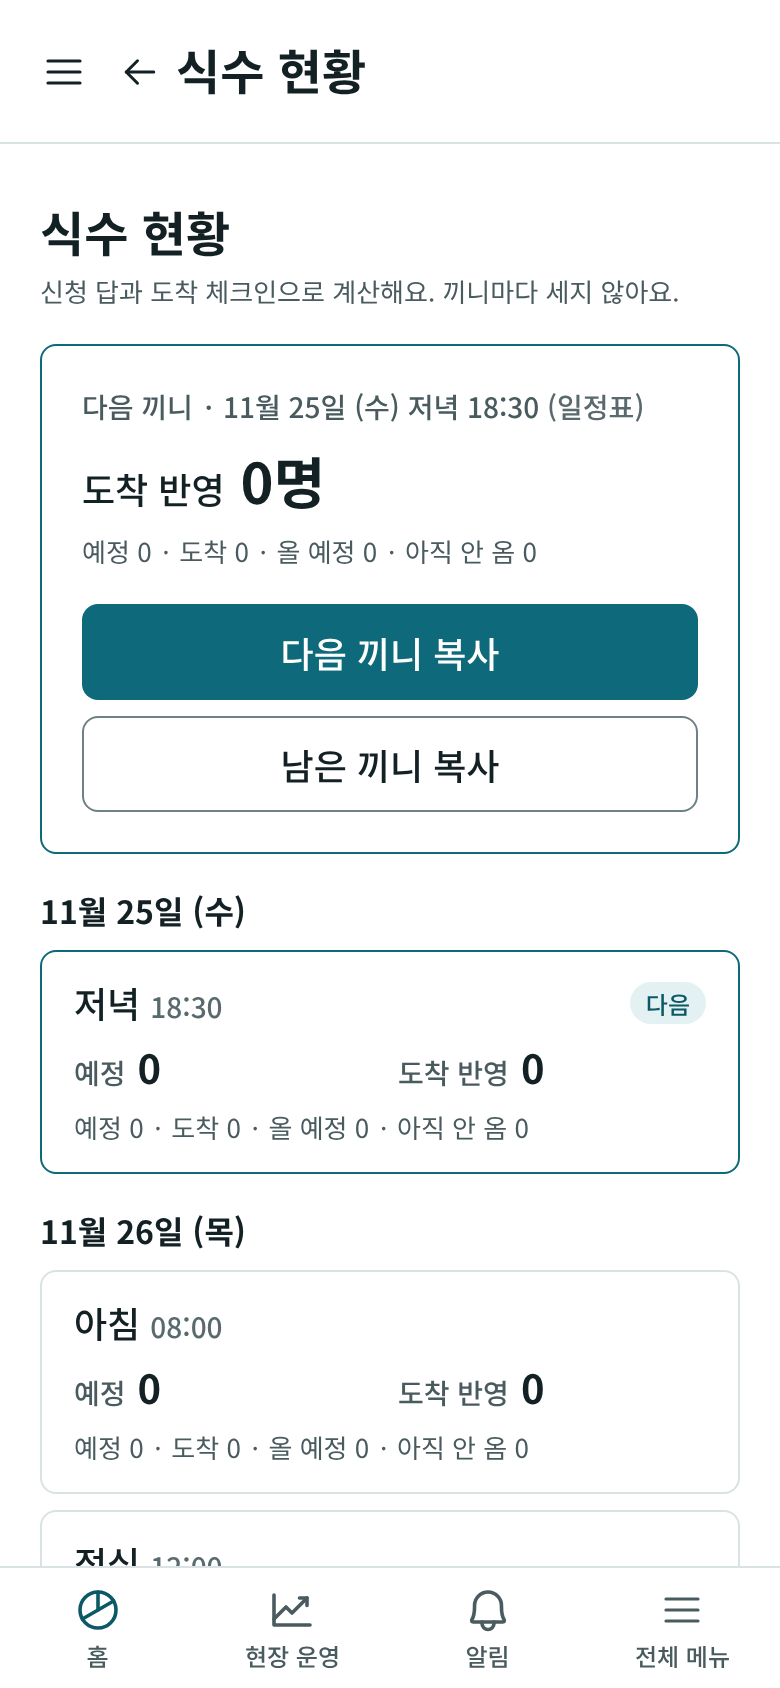 식수 현황
식수 현황
신청 답과 도착 체크인으로 계산해요. 끼니마다 세지 않아요.
다음 끼니 · 11월 25일 (수) 저녁 18:30 (일정표)
도착 반영 0명
예정 0 · 도착 0 · 올 예정 0 · 아직 안 옴 0
다음 끼니 복사
남은 끼니 복사
11월 25일 (수)
저녁 18:30 다음
예정 0 도착 반영 0
예정 0 · 도착 0 · 올 예정 0 · 아직 안 옴 0
11월 26일 (목)
아침 08:00
예정 0 도착 반영 0
예정 0 · 도착 0 · 올 예정 0 · 아직 안 옴 0
점심 12:00
홈 현장 운영 알림 전체 메뉴